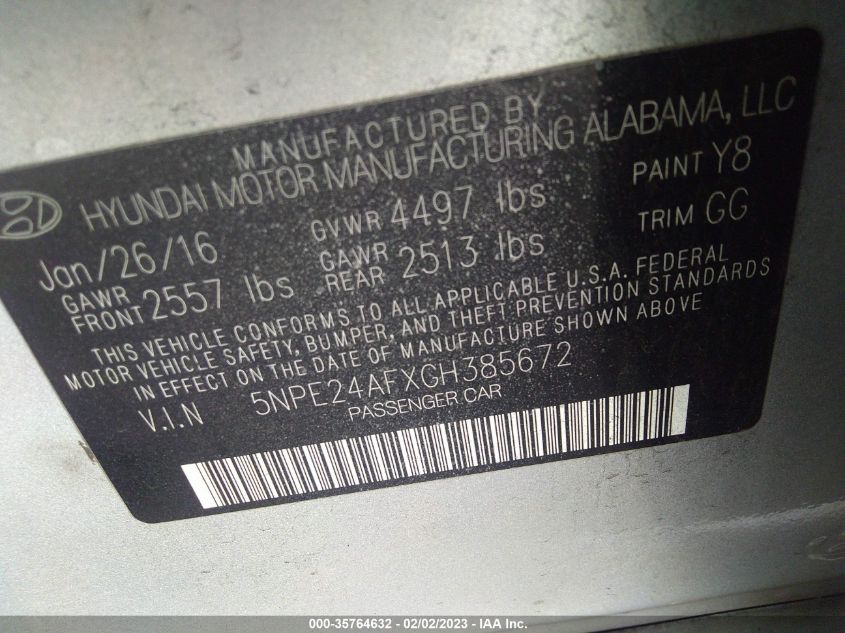 MANUFACTURED BY
HYUNDAI MOTOR MANUFACTURING ALABAMA, LLC
Jan/26/16 GVWR 4497 lbs PAINT Y8
GAWR FRONT 2557 lbs GAWR REAR 2513 lbs TRIM GG
THIS VEHICLE CONFORMS TO ALL APPLICABLE U.S.A. FEDERAL
MOTOR VEHICLE SAFETY, BUMPER, AND THEFT PREVENTION STANDARDS
IN EFFECT ON THE DATE OF MANUFACTURE SHOWN ABOVE
V.I.N 5NPE24AFXGH385672
PASSENGER CAR
000-35764632 - 02/02/2023 - IAA Inc.